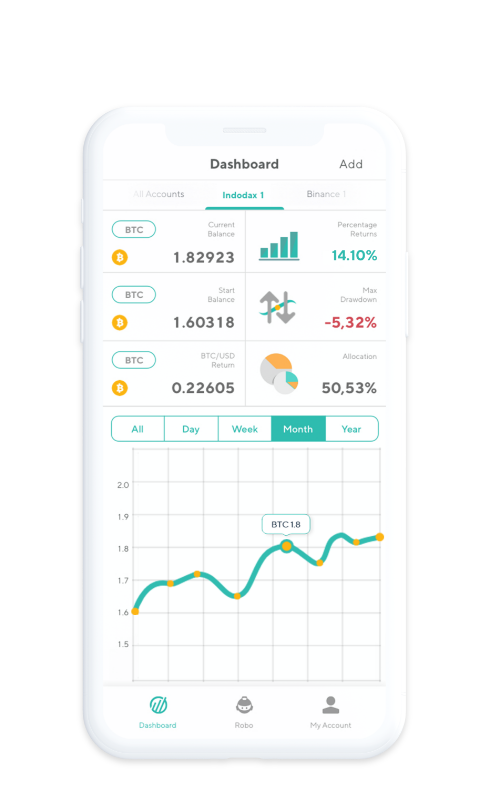 Dashboard
Add
All Accounts
Indodax 1
Binance 1
BTC
Current
Balance
1.82923
Percentage
Returns
14.10%
BTC
Start
Balance
1.60318
Max
Drawdown
-5,32%
BTC
BTC/USD
Return
0.22605
Allocation
50,53%
All
Day
Week
Month
Year
2.0
1.9
BTC 1.8
1.8
1.7
1.6
1.5
Dashboard
Robo
My Account